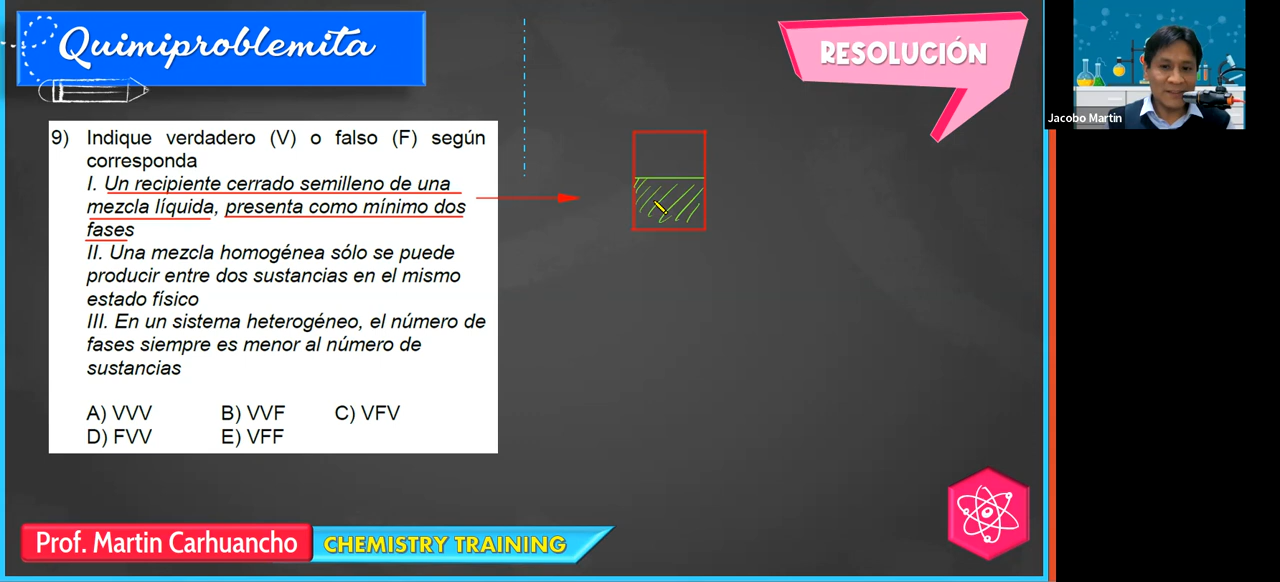 Quimiproblemita
RESOLUCIÓN
Jacobo Martin
9) Indique verdadero (V) o falso (F) según
corresponda
I. Un recipiente cerrado semilleno de una
mezcla líquida, presenta como mínimo dos
fases
II. Una mezcla homogénea sólo se puede
producir entre dos sustancias en el mismo
estado físico
III. En un sistema heterogéneo, el número de
fases siempre es menor al número de
sustancias
A) VVV B) VVF C) VFV
D) FVV E) VFF
Prof. Martin Carhuancho CHEMISTRY TRAINING